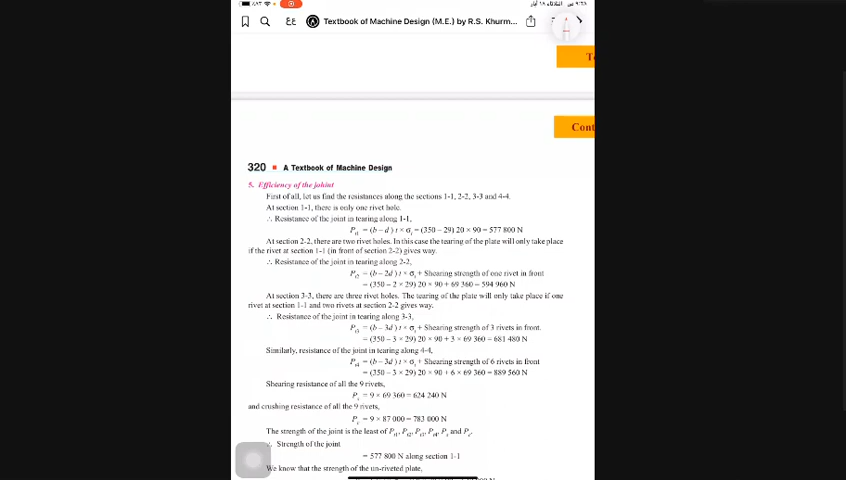 Textbook of Machine Design (M.E.) by R.S. Khurm...
Cont
320 ■ A Textbook of Machine Design
5. Efficiency of the johint
First of all, let us find the resistances along the sections 1-1, 2-2, 3-3 and 4-4.
At section 1-1, there is only one rivet hole.
∴ Resistance of the joint in tearing along 1-1,
Pt1 = (b – d) t × σt = (350 – 29) 20 × 90 = 577 800 N
At section 2-2, there are two rivet holes. In this case the tearing of the plate will only take place
if the rivet at section 1-1 (in front of section 2-2) gives way.
∴ Resistance of the joint in tearing along 2-2,
Pt2 = (b – 2d) t × σt + Shearing strength of one rivet in front
= (350 – 2 × 29) 20 × 90 + 69 360 = 594 960 N
At section 3-3, there are three rivet holes. The tearing of the plate will only take place if one
rivet at section 1-1 and two rivets at section 2-2 gives way.
∴ Resistance of the joint in tearing along 3-3,
Pt3 = (b – 3d) t × σt + Shearing strength of 3 rivets in front.
= (350 – 3 × 29) 20 × 90 + 3 × 69 360 = 681 480 N
Similarly, resistance of the joint in tearing along 4-4,
Pt4 = (b – 3d) t × σt + Shearing strength of 6 rivets in front
= (350 – 3 × 29) 20 × 90 + 6 × 69 360 = 889 560 N
Shearing resistance of all the 9 rivets,
Ps = 9 × 69 360 = 624 240 N
and crushing resistance of all the 9 rivets,
Pc = 9 × 87 000 = 783 000 N
The strength of the joint is the least of Pt1, Pt2, Pt3, Pt4, Ps and Pc.
∴ Strength of the joint
= 577 800 N along section 1-1
We know that the strength of the un-riveted plate,